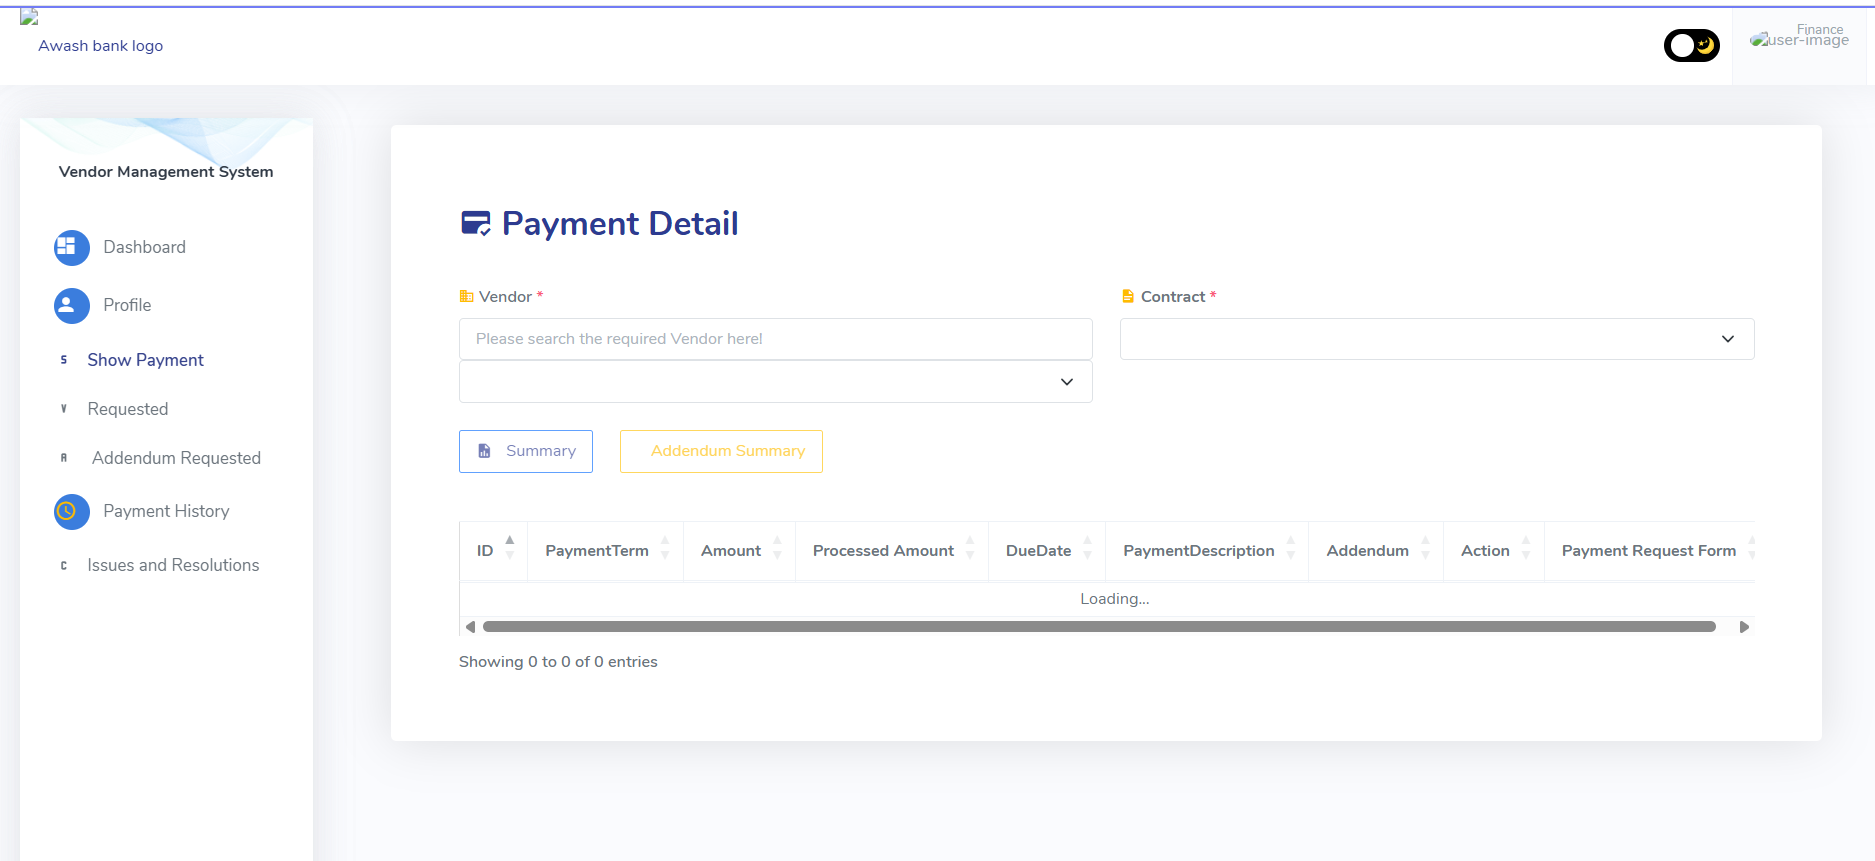 Awash bank logo
Finance
user-image
Vendor Management System
Dashboard
Profile
S Show Payment
V Requested
A Addendum Requested
Payment History
C Issues and Resolutions
Payment Detail
Vendor *
Please search the required Vendor here!
Contract *
Summary
Addendum Summary
ID PaymentTerm Amount Processed Amount DueDate PaymentDescription Addendum Action Payment Request Form
Loading...
Showing 0 to 0 of 0 entries